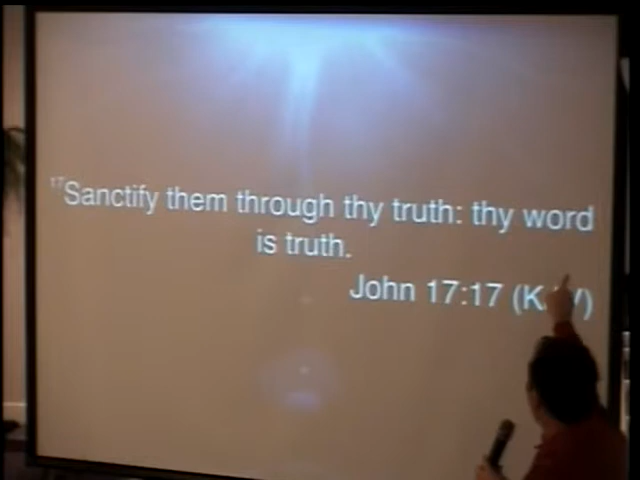 17Sanctify them through thy truth: thy word
is truth.
John 17:17 (K